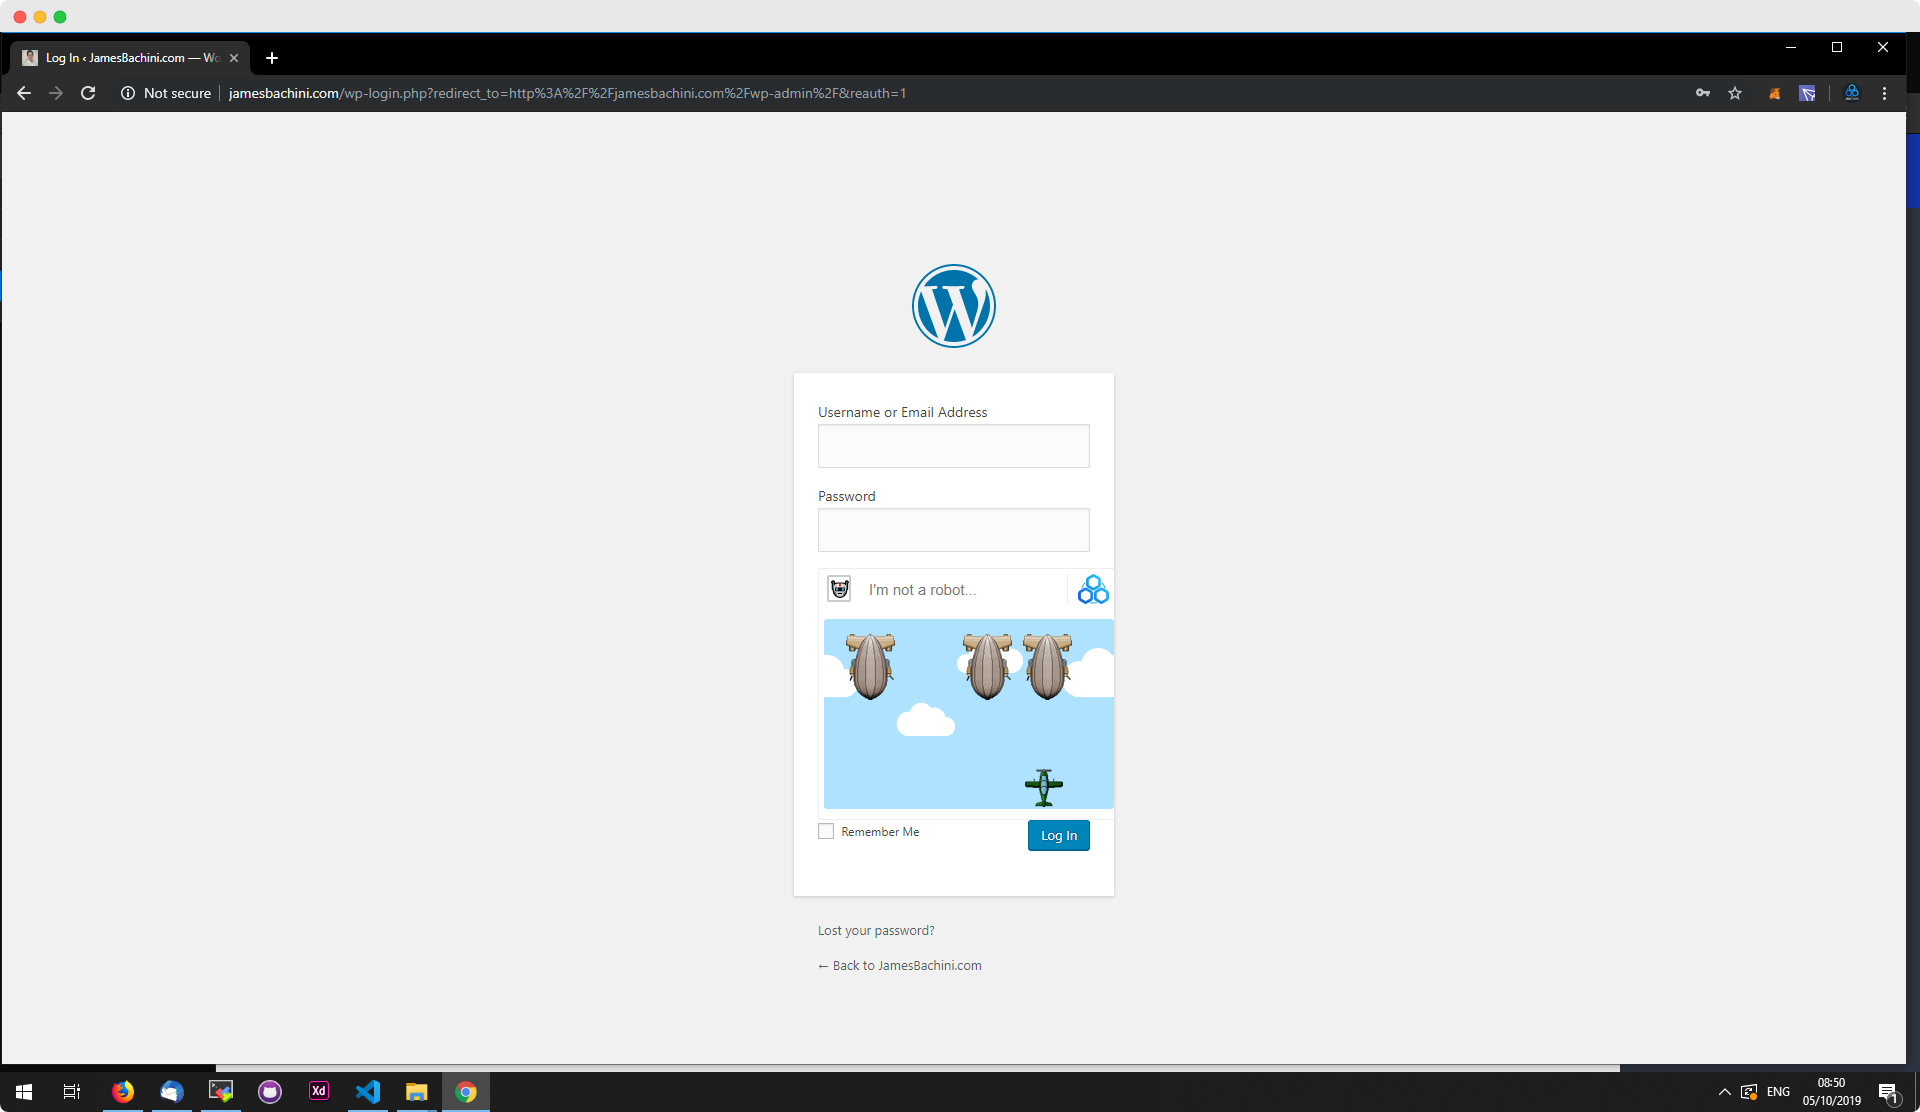 Log In ‹ JamesBachini.com — Wo
Not secure
jamesbachini.com/wp-login.php?redirect_to=http%3A%2F%2Fjamesbachini.com%2Fwp-admin%2F&reauth=1
Username or Email Address
Password
I'm not a robot...
Remember Me
Log In
Lost your password?
← Back to JamesBachini.com
Xd
ENG
08:50
05/10/2019
1